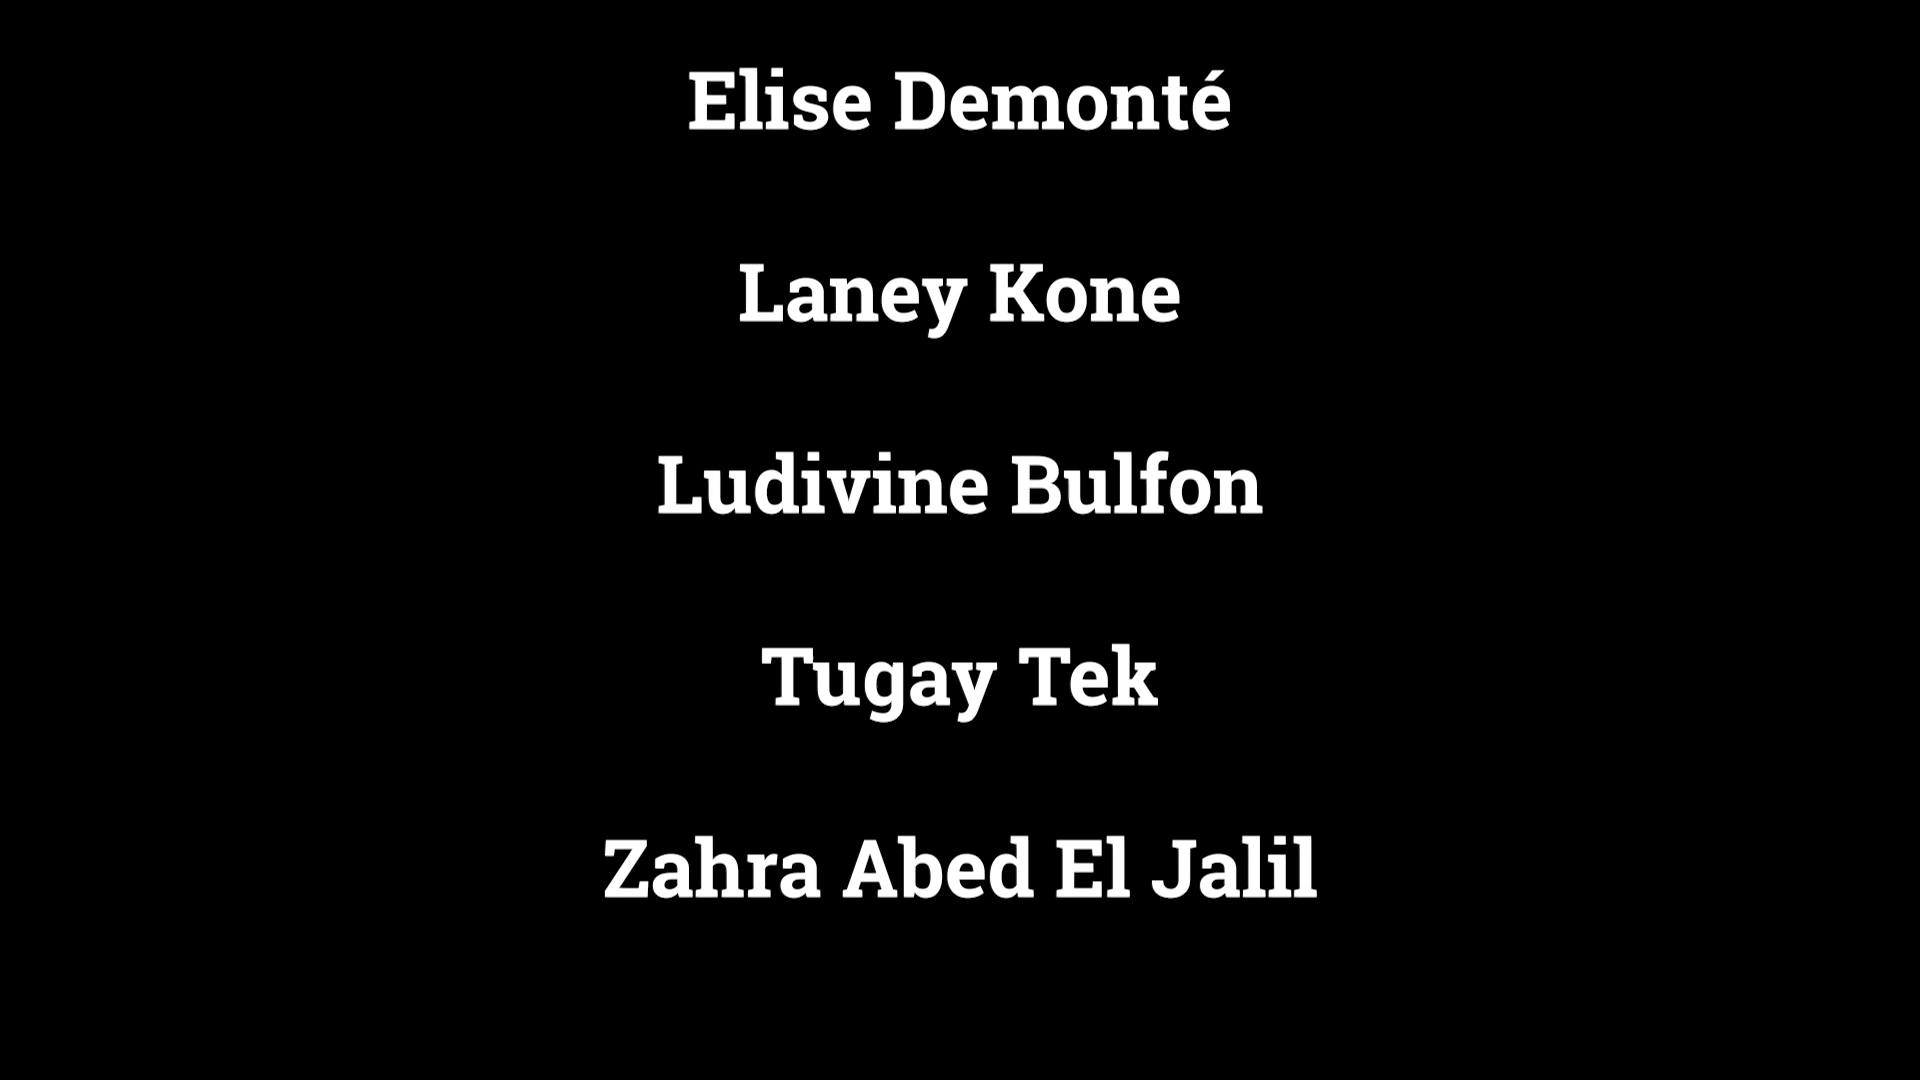 Elise Demonté
Laney Kone
Ludivine Bulfon
Tugay Tek
Zahra Abed El Jalil